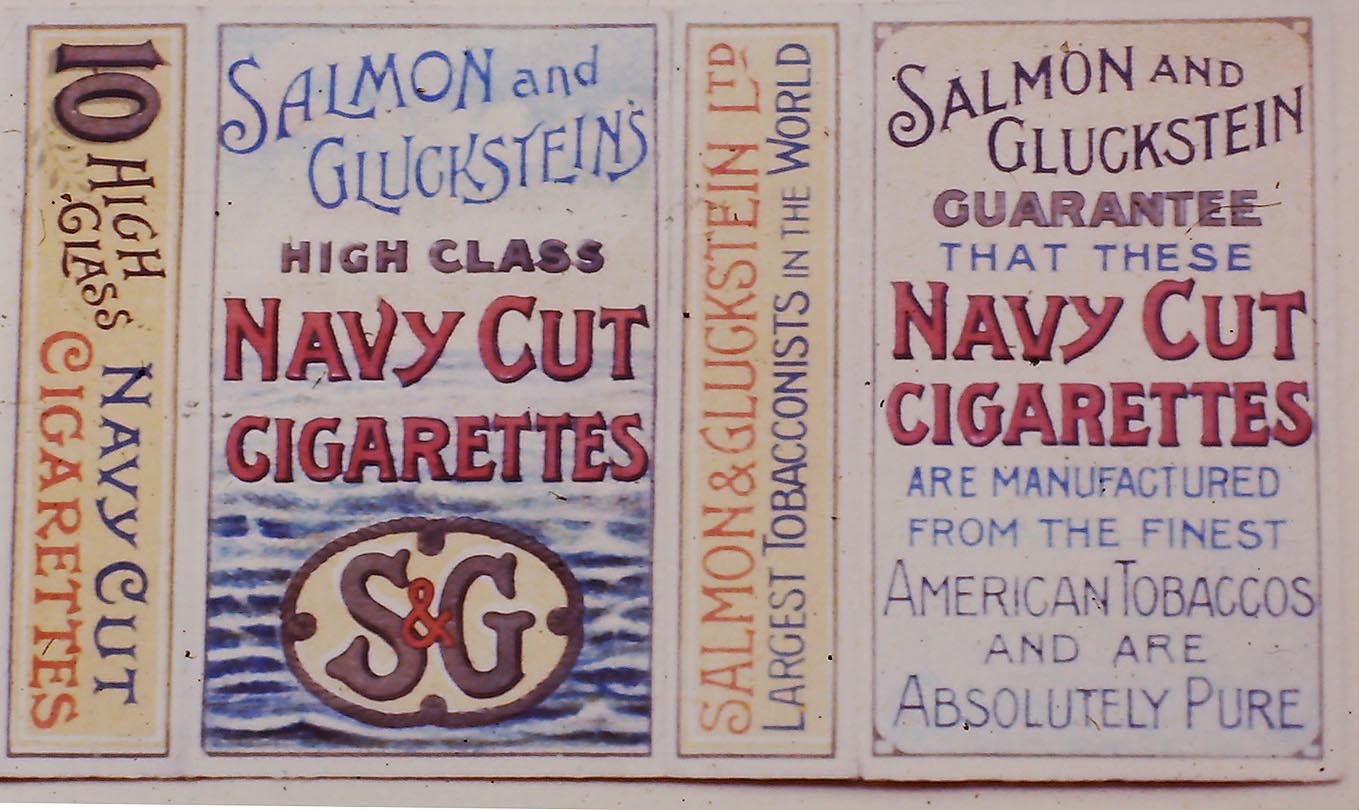 10 HIGH
CLASS
NAVY CUT
CIGARETTES
SALMON and
GLUCKSTEIN'S
HIGH CLASS
NAVY CUT
CIGARETTES
S&G
SALMON & GLUCKSTEIN LTD
LARGEST TOBACCONISTS IN THE WORLD
SALMON AND
GLUCKSTEIN
GUARANTEE
THAT THESE
NAVY CUT
CIGARETTES
ARE MANUFACTURED
FROM THE FINEST
AMERICAN TOBACCOS
AND ARE
ABSOLUTELY PURE